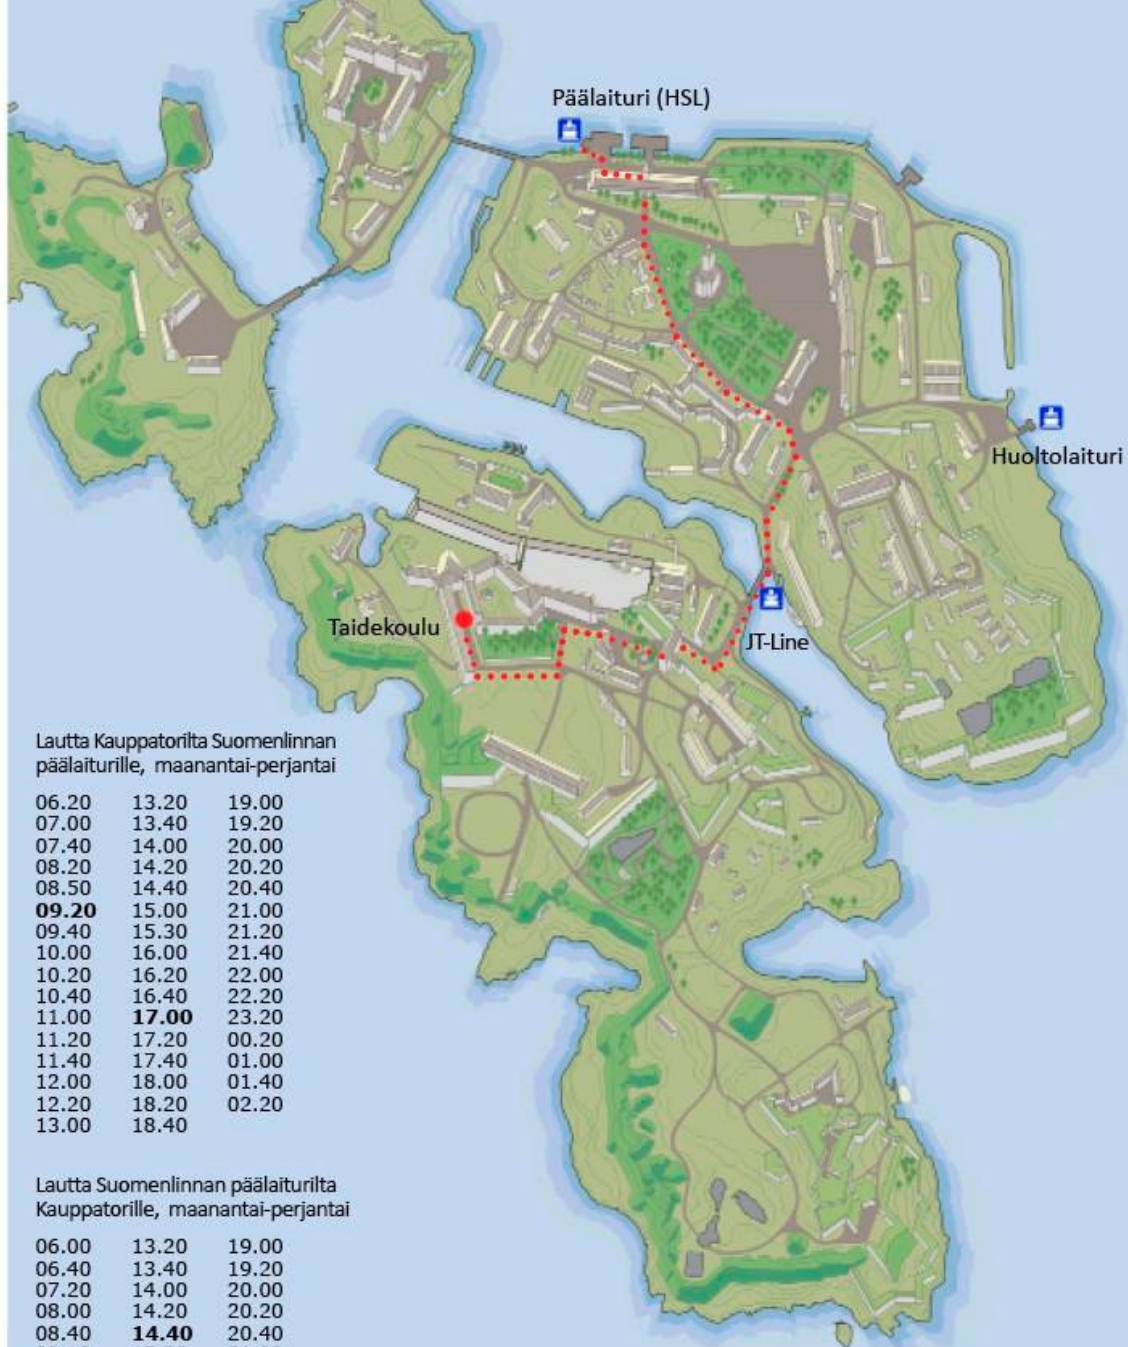 Päälaituri (HSL)
Huoltolaituri
Taidekoulu
JT-Line
Lautta Kauppatorilta Suomenlinnan
päälaiturille, maanantai-perjantai
06.20 13.20 19.00
07.00 13.40 19.20
07.40 14.00 20.00
08.20 14.20 20.20
08.50 14.40 20.40
09.20 15.00 21.00
09.40 15.30 21.20
10.00 16.00 21.40
10.20 16.20 22.00
10.40 16.40 22.20
11.00 17.00 23.20
11.20 17.20 00.20
11.40 17.40 01.00
12.00 18.00 01.40
12.20 18.20 02.20
13.00 18.40
Lautta Suomenlinnan päälaiturilta
Kauppatorille, maanantai-perjantai
06.00 13.20 19.00
06.40 13.40 19.20
07.20 14.00 20.00
08.00 14.20 20.20
08.40 14.40 20.40